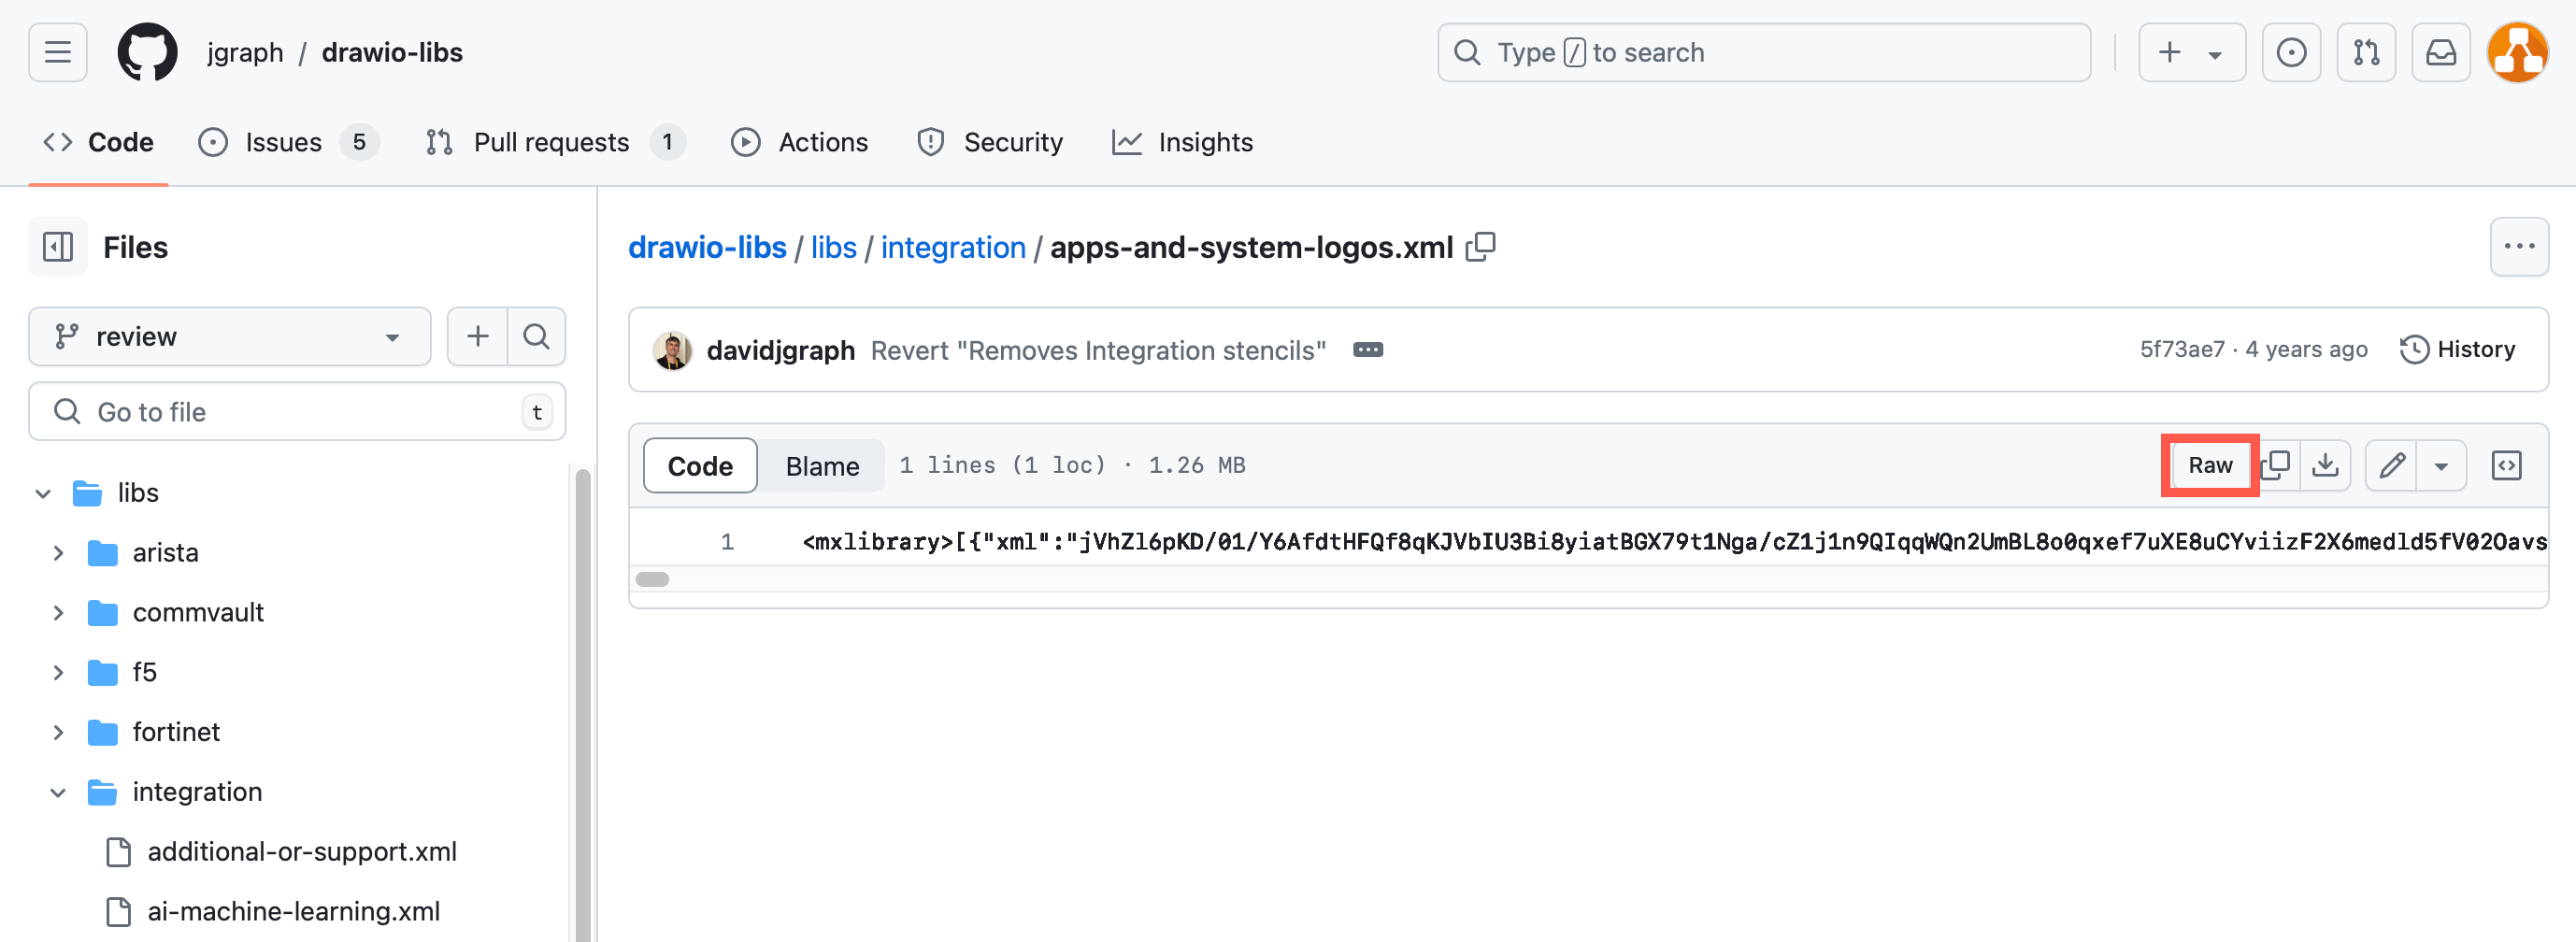 jgraph / drawio-libs
Type / to search
Code
Issues 5
Pull requests 1
Actions
Security
Insights
Files
review
Go to file t
libs
arista
commvault
f5
fortinet
integration
additional-or-support.xml
ai-machine-learning.xml
drawio-libs / libs / integration / apps-and-system-logos.xml
davidjgraph Revert "Removes Integration stencils"
5f73ae7 · 4 years ago History
Code Blame 1 lines (1 loc) · 1.26 MB Raw
1 <mxlibrary>[{"xml":"jVhZl6pKD/01/Y6AfdtHFQf8qKJVbIU3Bi8yiatBGX79t1Nga/cZ1j1n9QIqqWQn2UmBL8o0qxef7uXE8uCYviizF2X6medld5fV02Oavs